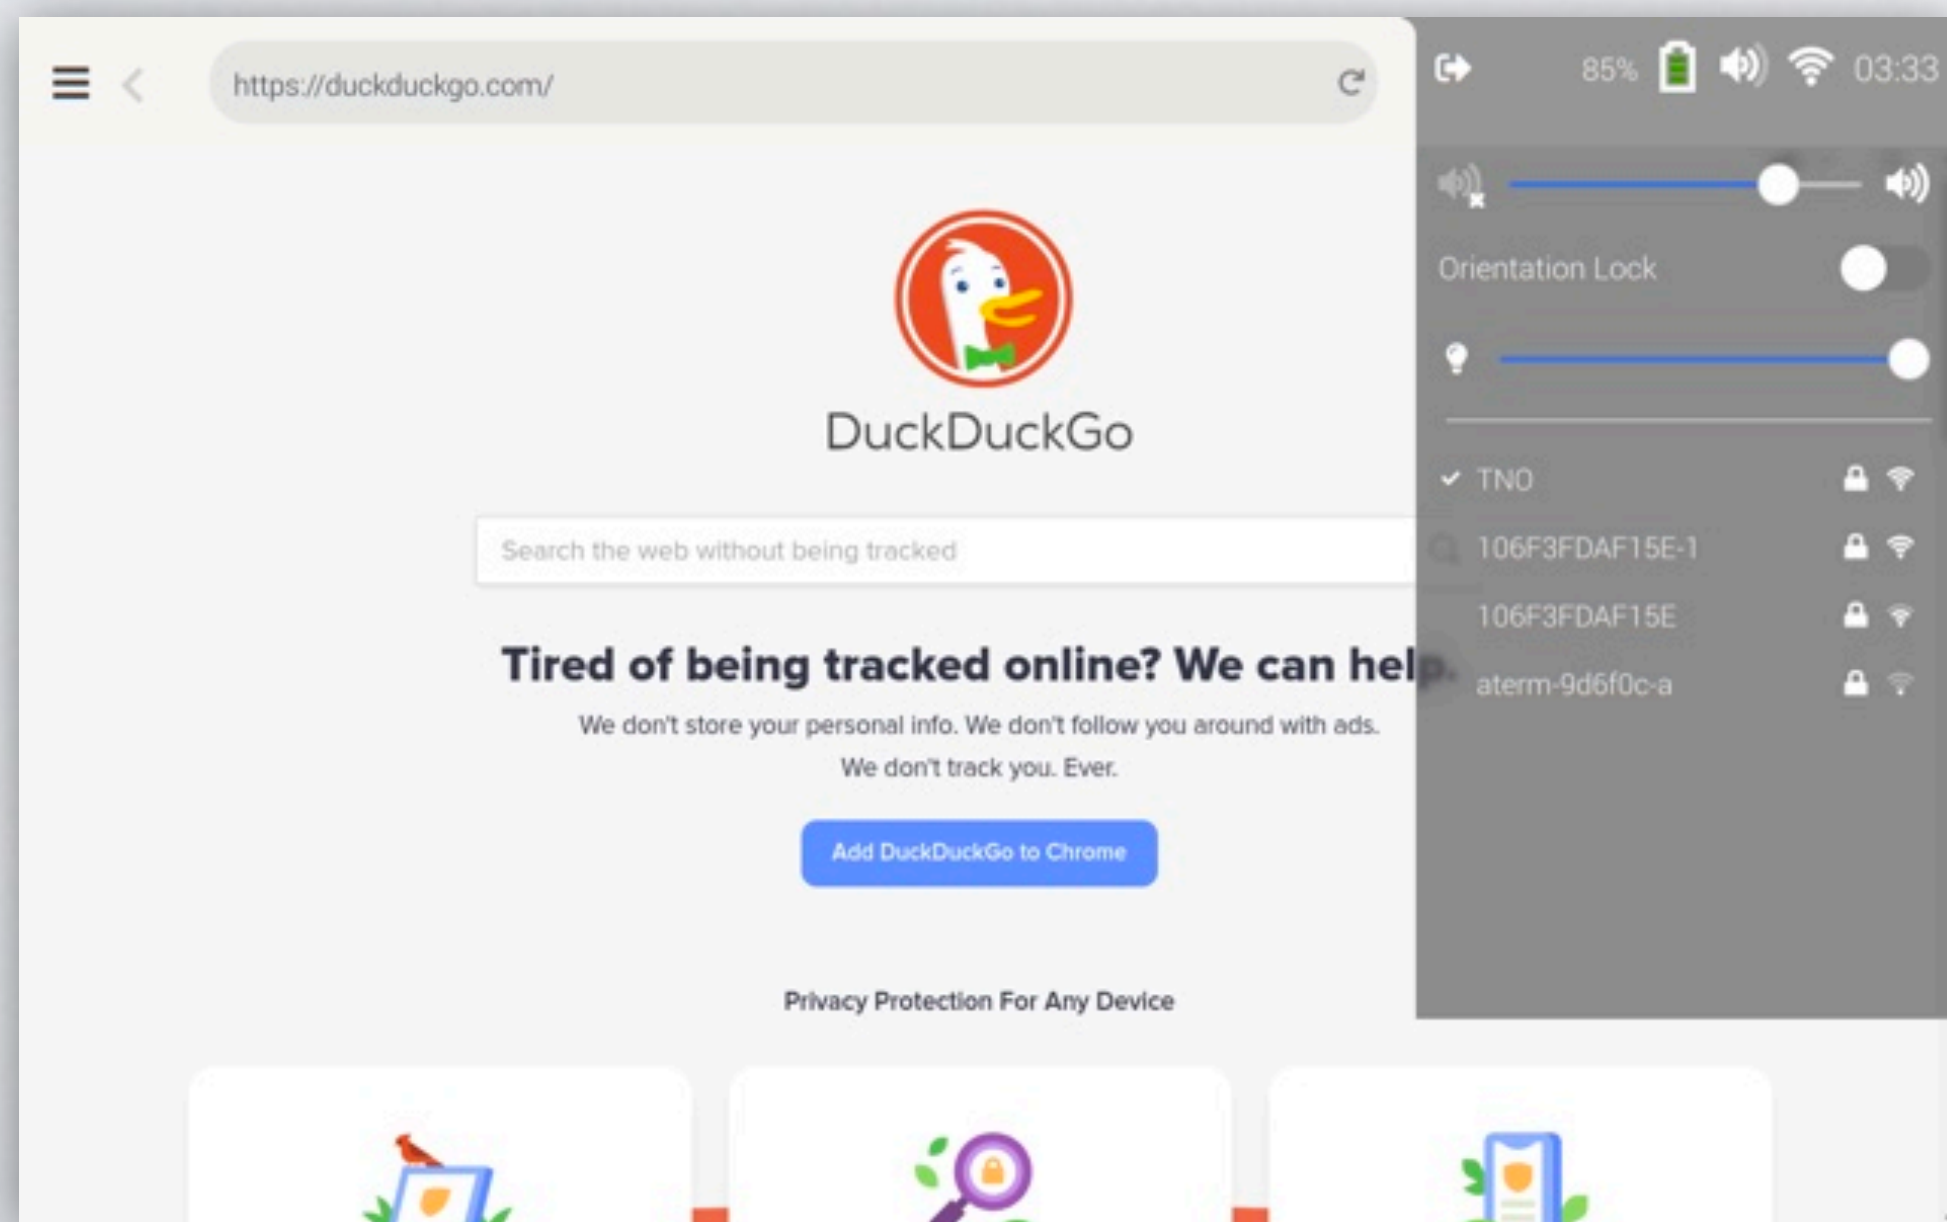 https://duckduckgo.com/
85%
03:33
Orientation Lock
DuckDuckGo
TN0
Search the web without being tracked
106F3FDAF15E-1
106F3FDAF15E
Tired of being tracked online? We can help.
aterm-9d6f0c-a
We don't store your personal info. We don't follow you around with ads.
We don't track you. Ever.
Add DuckDuckGo to Chrome
Privacy Protection For Any Device